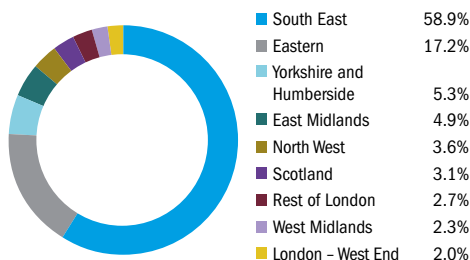 South East 58.9%
Eastern 17.2%
Yorkshire and
Humberside 5.3%
East Midlands 4.9%
North West 3.6%
Scotland 3.1%
Rest of London 2.7%
West Midlands 2.3%
London – West End 2.0%